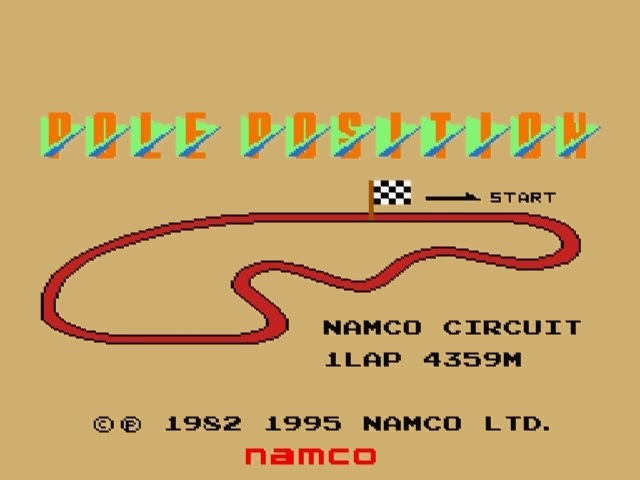 POLE POSITION
START
NAMCO CIRCUIT
1LAP 4359M
©℗ 1982 1995 NAMCO LTD.
namco